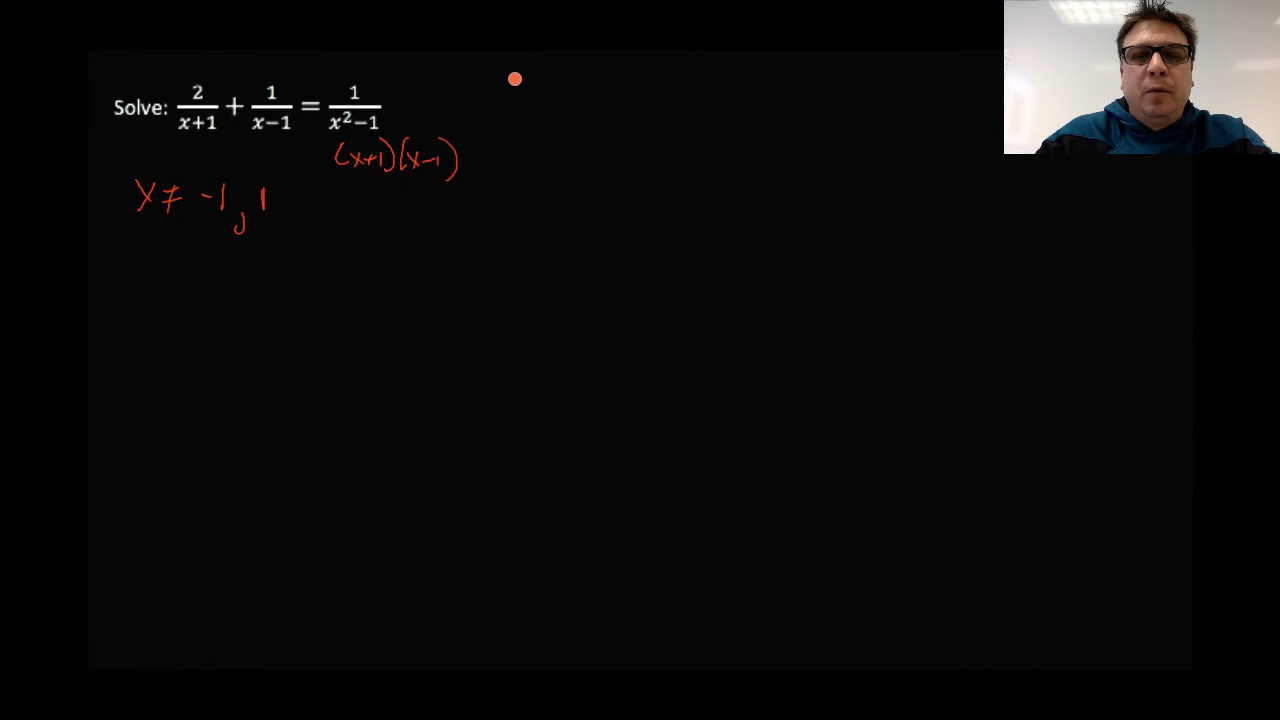 Solve: 2/(x+1) + 1/(x−1) = 1/(x²−1)
(x+1)(x-1)
x ≠ -1, 1